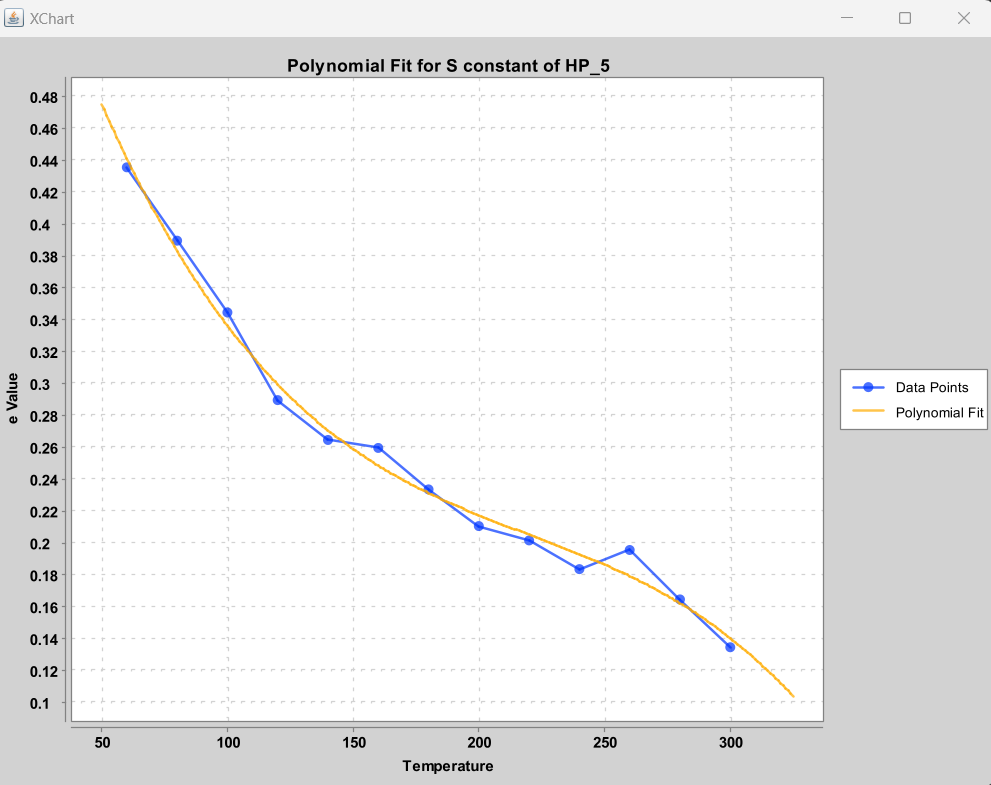 XChart
Polynomial Fit for S constant of HP_5
e Value
0.48
0.46
0.44
0.42
0.4
0.38
0.36
0.34
0.32
0.3
0.28
0.26
0.24
0.22
0.2
0.18
0.16
0.14
0.12
0.1
50 100 150 200 250 300
Temperature
Data Points
Polynomial Fit